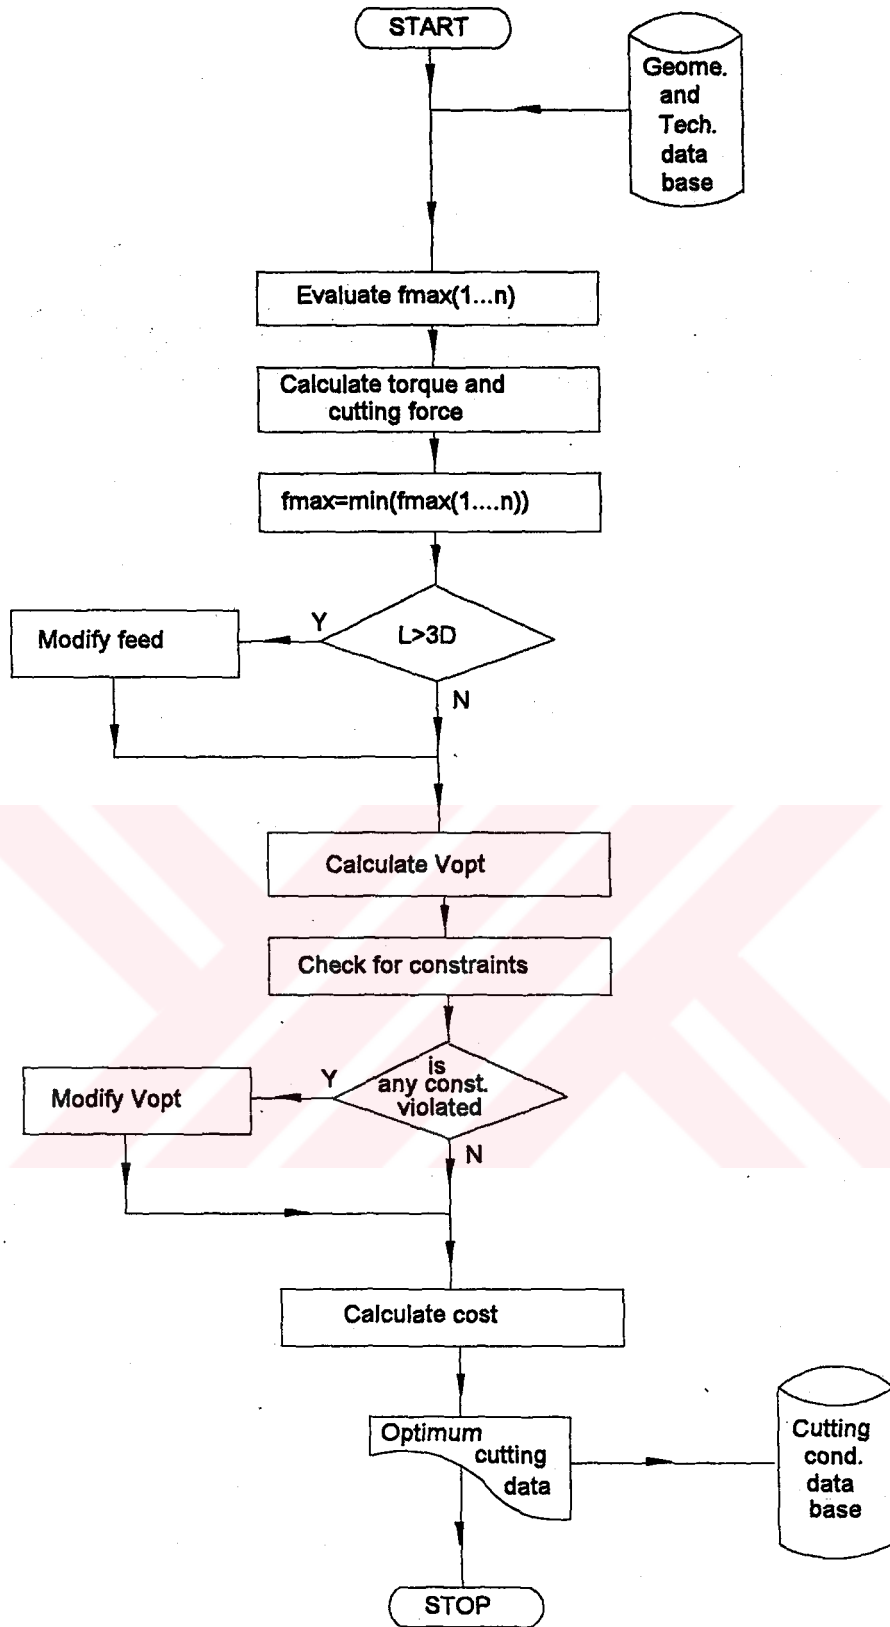 START
Geome.
and
Tech.
data
base
Evaluate fmax(1...n)
Calculate torque and
cutting force
fmax=min(fmax(1....n))
L>3D
Y
Modify feed
N
Calculate Vopt
Check for constraints
is
any const.
violated
Y
Modify Vopt
N
Calculate cost
Optimum
cutting
data
Cutting
cond.
data
base
STOP